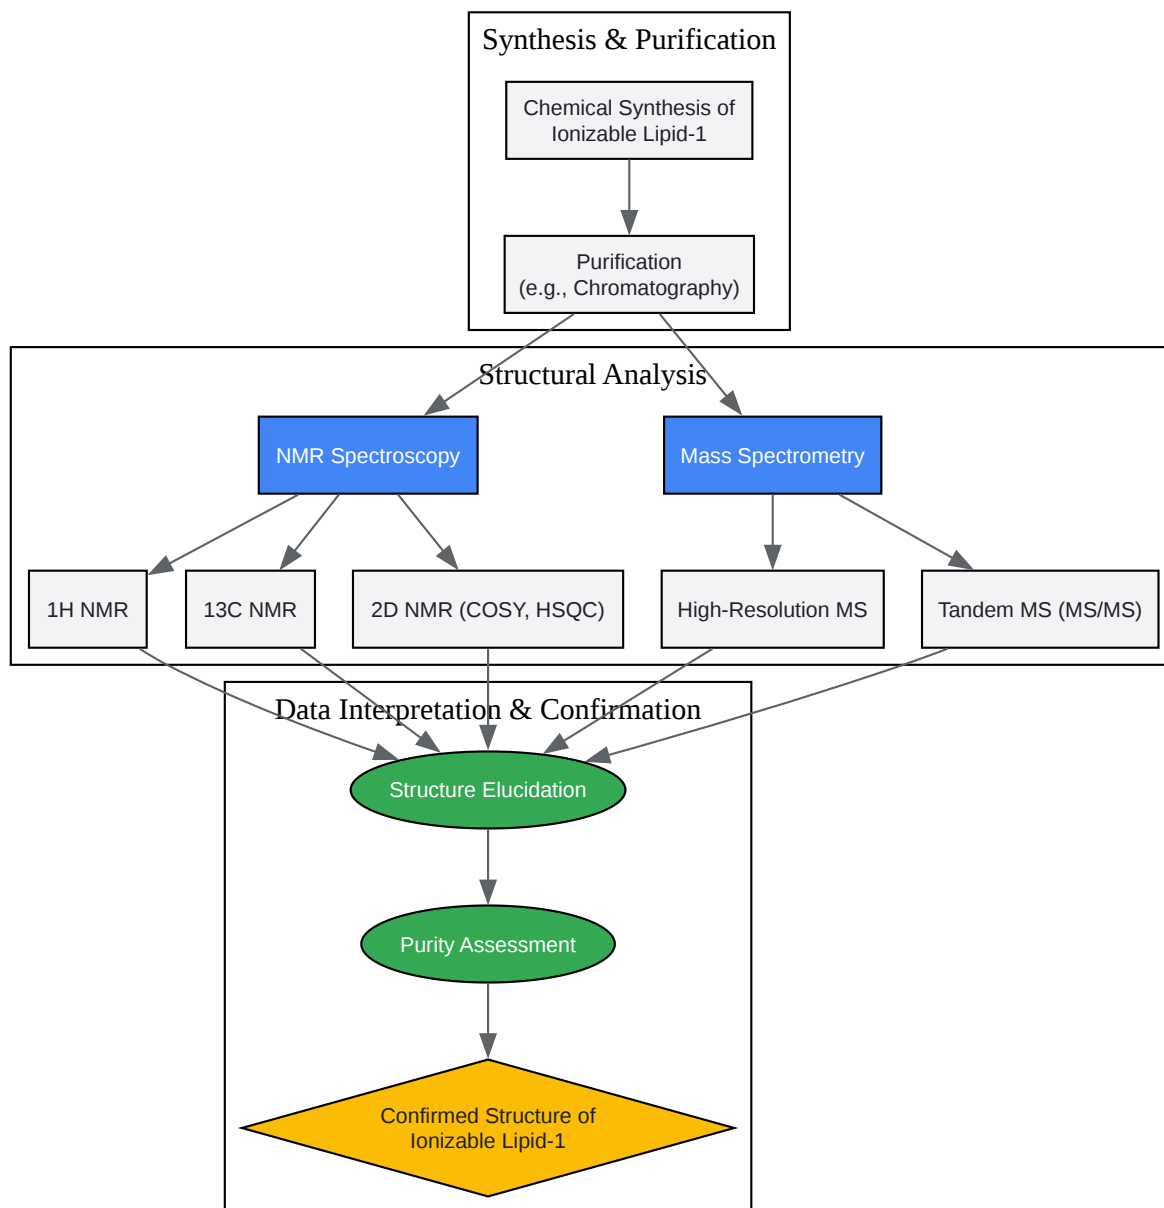 Synthesis & Purification
Chemical Synthesis of
Ionizable Lipid-1
Purification
(e.g., Chromatography)
Structural Analysis
NMR Spectroscopy
Mass Spectrometry
1H NMR
13C NMR
2D NMR (COSY, HSQC)
High-Resolution MS
Tandem MS (MS/MS)
Data Interpretation & Confirmation
Structure Elucidation
Purity Assessment
Confirmed Structure of
Ionizable Lipid-1